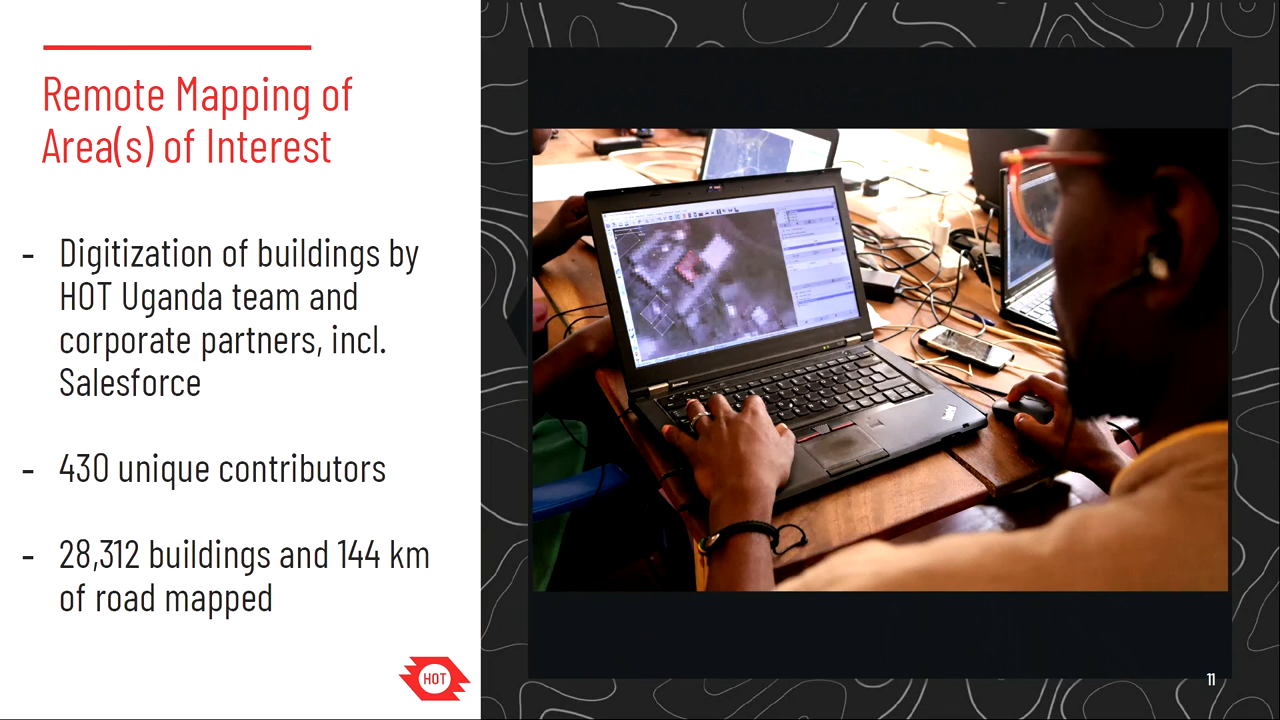 Remote Mapping of
Area(s) of Interest
- Digitization of buildings by
HOT Uganda team and
corporate partners, incl.
Salesforce
- 430 unique contributors
- 28,312 buildings and 144 km
of road mapped
HOT
11